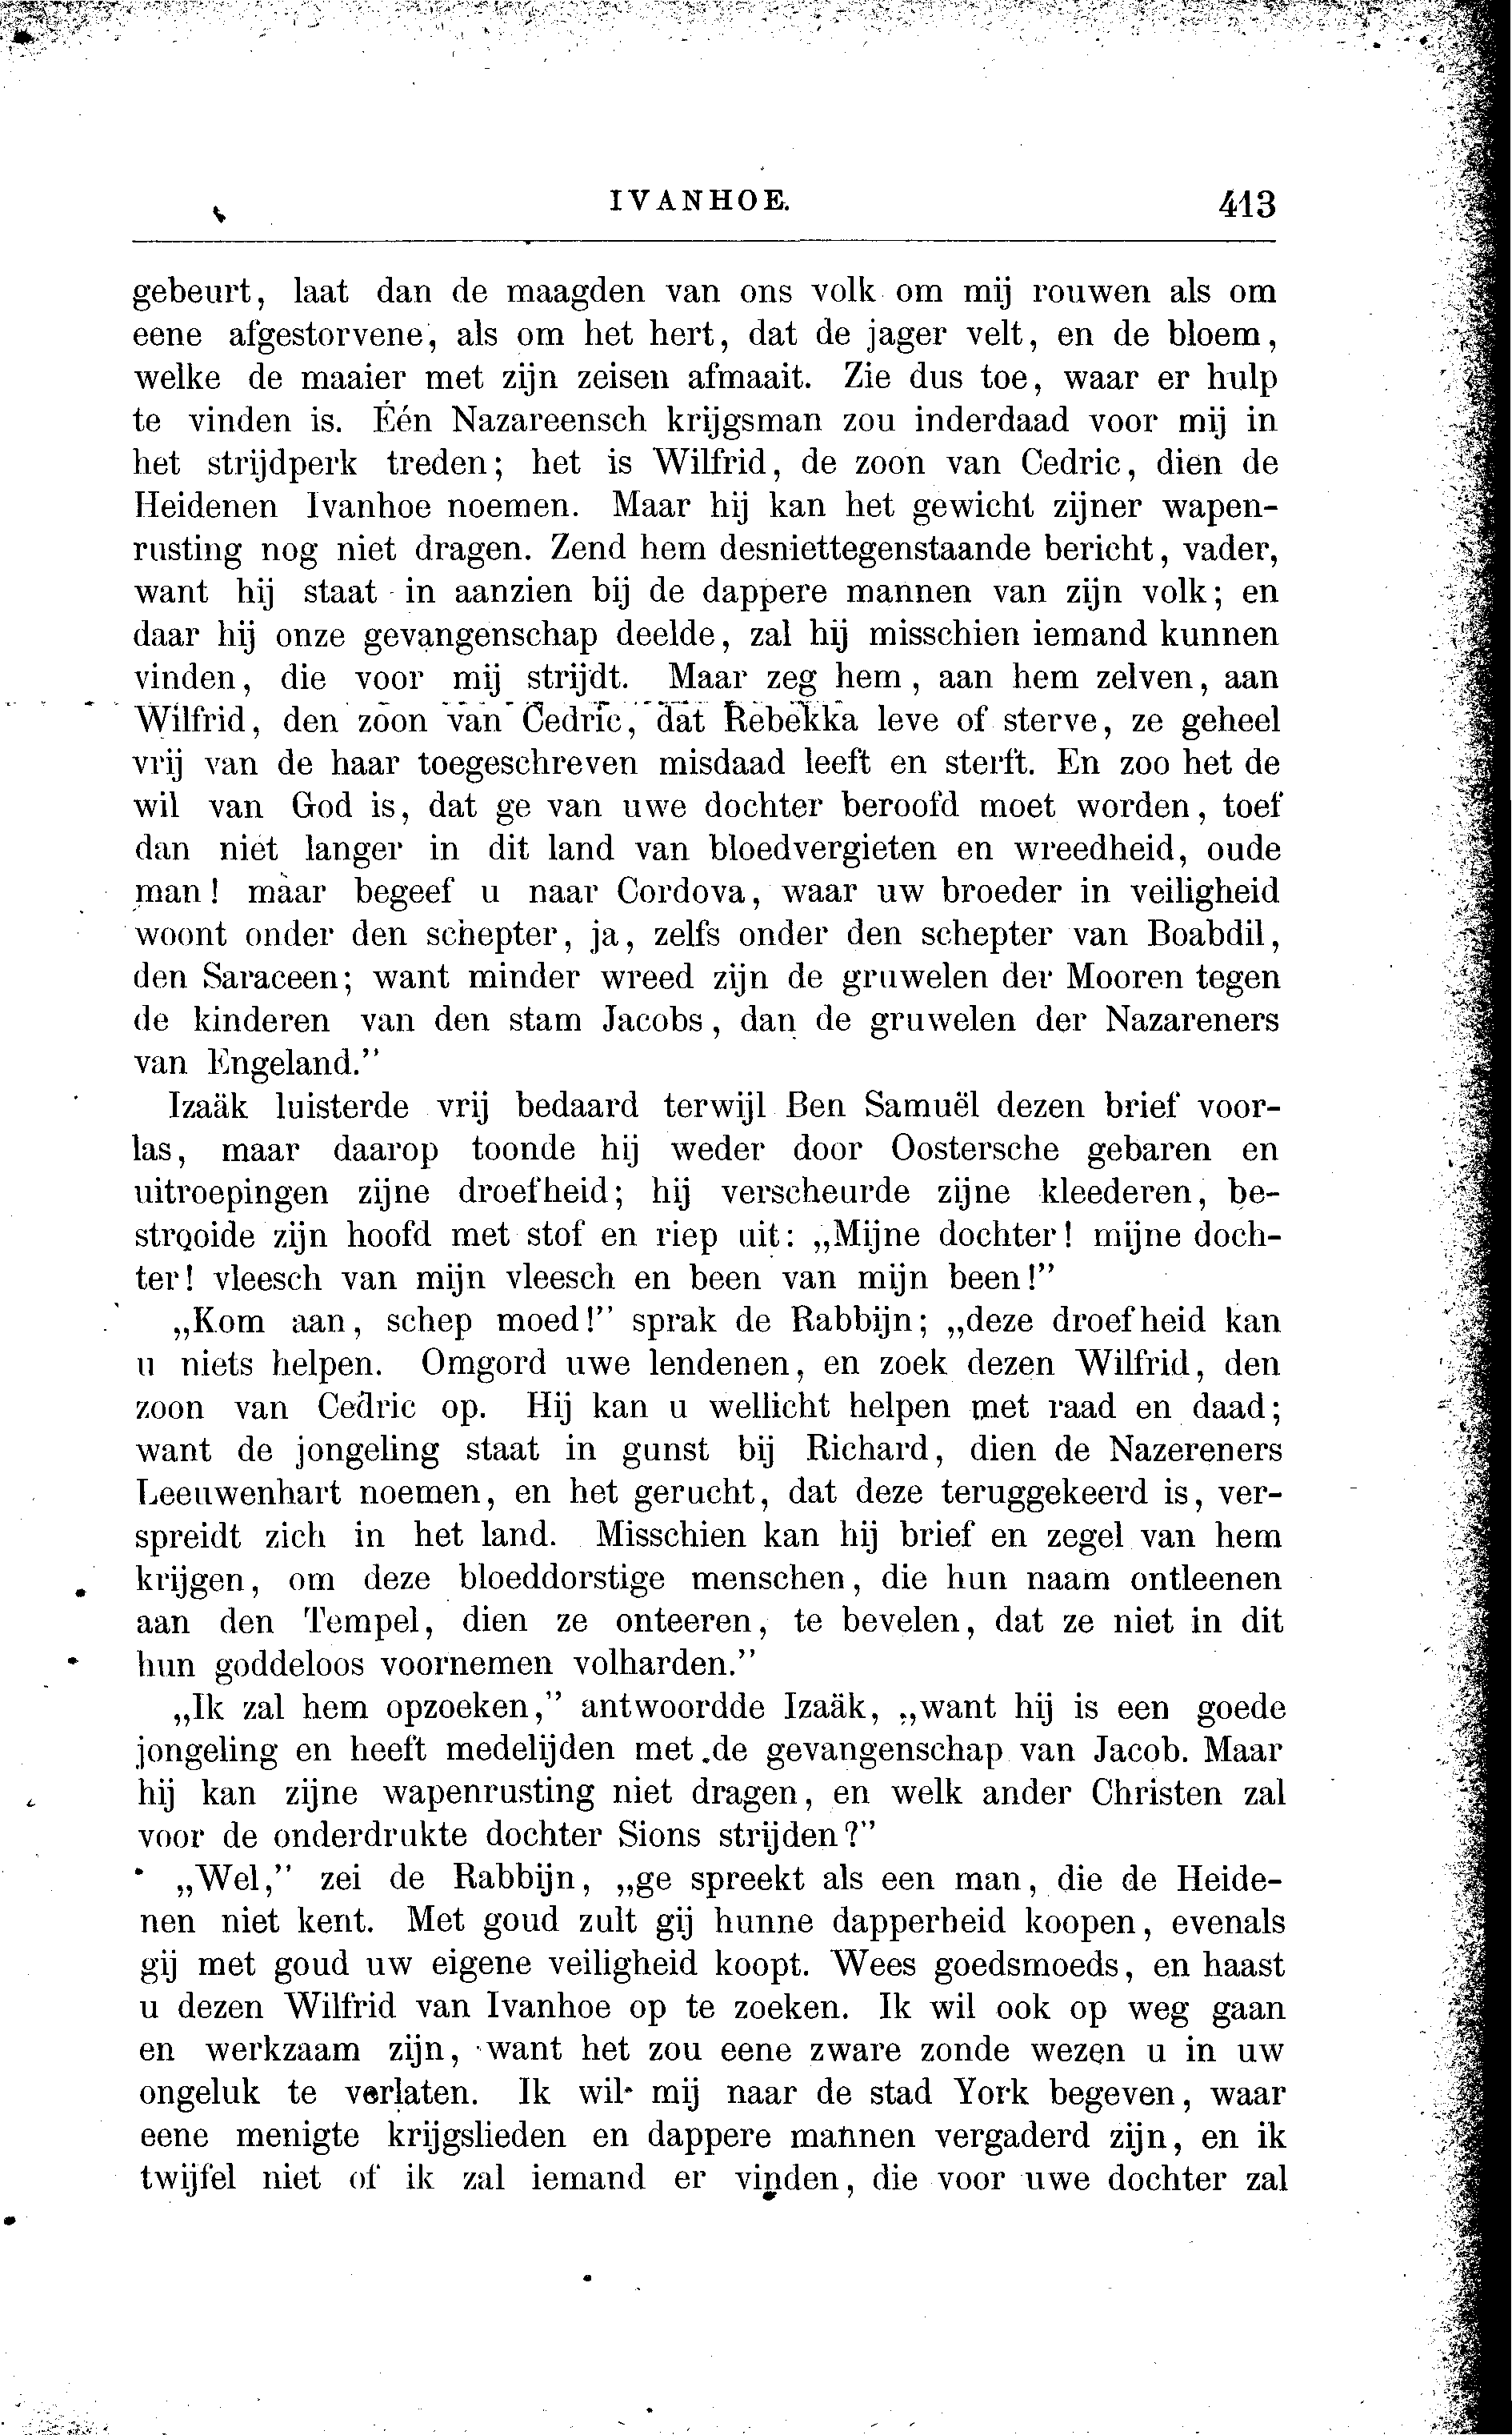 IVANHOE. 413
gebeurt, laat dan de maagden van ons volk om mij rouwen als om
eene afgestorvene, als om het hert, dat de jager velt, en de bloem,
welke de maaier met zijn zeisen afmaait. Zie dus toe, waar er hulp
te vinden is. Één Nazareensch krijgsman zou inderdaad voor mij in
het strijdperk treden; het is Wilfrid, de zoon van Cedric, dien de
Heidenen Ivanhoe noemen. Maar hij kan het gewicht zijner wapen-
rusting nog niet dragen. Zend hem desniettegenstaande bericht, vader,
want hij staat in aanzien bij de dappere mannen van zijn volk; en
daar hij onze gevangenschap deelde, zal hij misschien iemand kunnen
vinden, die voor mij strijdt. Maar zeg hem, aan hem zelven, aan
Wilfrid, den zoon van Cedric, dat Rebekka leve of sterve, ze geheel
vrij van de haar toegeschreven misdaad leeft en sterft. En zoo het de
wil van God is, dat ge van uwe dochter beroofd moet worden, toef
dan niet langer in dit land van bloedvergieten en wreedheid, oude
man! maar begeef u naar Cordova, waar uw broeder in veiligheid
woont onder den schepter, ja, zelfs onder den schepter van Boabdil,
den Saraceen; want minder wreed zijn de gruwelen der Mooren tegen
de kinderen van den stam Jacobs, dan de gruwelen der Nazareners
van Engeland.”
Izaäk luisterde vrij bedaard terwijl Ben Samuël dezen brief voor-
las, maar daarop toonde hij weder door Oostersche gebaren en
uitroepingen zijne droefheid; hij verscheurde zijne kleederen, be-
strooide zijn hoofd met stof en riep uit: „Mijne dochter! mijne doch-
ter! vleesch van mijn vleesch en been van mijn been!”
„Kom aan, schep moed!” sprak de Rabbijn; „deze droefheid kan
u niets helpen. Omgord uwe lendenen, en zoek dezen Wilfrid, den
zoon van Cedric op. Hij kan u wellicht helpen met raad en daad;
want de jongeling staat in gunst bij Richard, dien de Nazereners
Leeuwenhart noemen, en het gerucht, dat deze teruggekeerd is, ver-
spreidt zich in het land. Misschien kan hij brief en zegel van hem
krijgen, om deze bloeddorstige menschen, die hun naam ontleenen
aan den Tempel, dien ze onteeren, te bevelen, dat ze niet in dit
hun goddeloos voornemen volharden.”
„Ik zal hem opzoeken,” antwoordde Izaäk, „want hij is een goede
jongeling en heeft medelijden met de gevangenschap van Jacob. Maar
hij kan zijne wapenrusting niet dragen, en welk ander Christen zal
voor de onderdrukte dochter Sions strijden?”
„Wel,” zei de Rabbijn, „ge spreekt als een man, die de Heide-
nen niet kent. Met goud zult gij hunne dapperheid koopen, evenals
gij met goud uw eigene veiligheid koopt. Wees goedsmoeds, en haast
u dezen Wilfrid van Ivanhoe op te zoeken. Ik wil ook op weg gaan
en werkzaam zijn, want het zou eene zware zonde wezen u in uw
ongeluk te verlaten. Ik wil mij naar de stad York begeven, waar
eene menigte krijgslieden en dappere mannen vergaderd zijn, en ik
twijfel niet of ik zal iemand er vinden, die voor uwe dochter zal